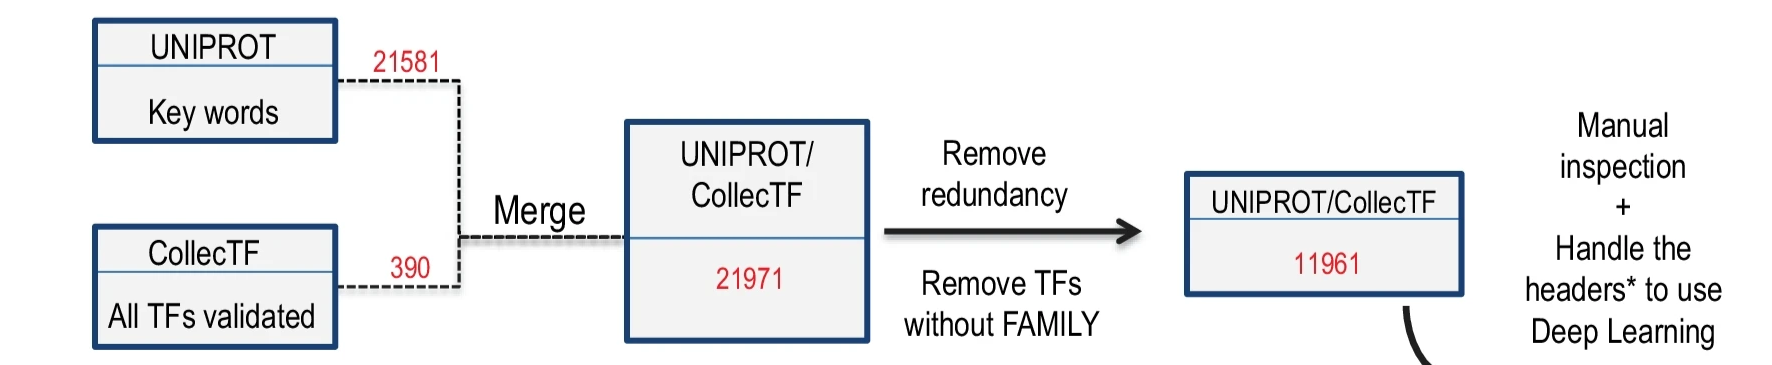 UNIPROT
Key words
21581
CollecTF
All TFs validated
390
Merge
UNIPROT/
CollecTF
21971
Remove
redundancy
Remove TFs
without FAMILY
UNIPROT/CollecTF
11961
Manual
inspection
+
Handle the
headers* to use
Deep Learning